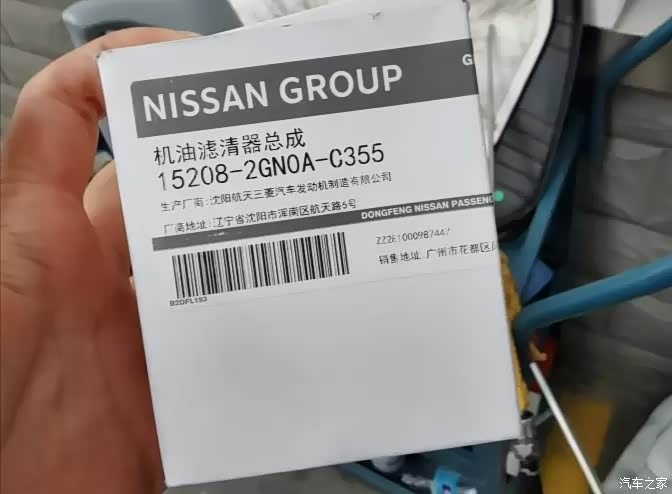 NISSAN GROUP
G
机油滤清器总成
15208-2GN0A-C355
生产厂商:沈阳航天三菱汽车发动机制造有限公司
厂商地址:辽宁省沈阳市浑南区航天路6号
DONGFENG NISSAN PASSENG
ZZ2E1000987447
销售地址:广州市花都区
B2DFL193
汽车之家